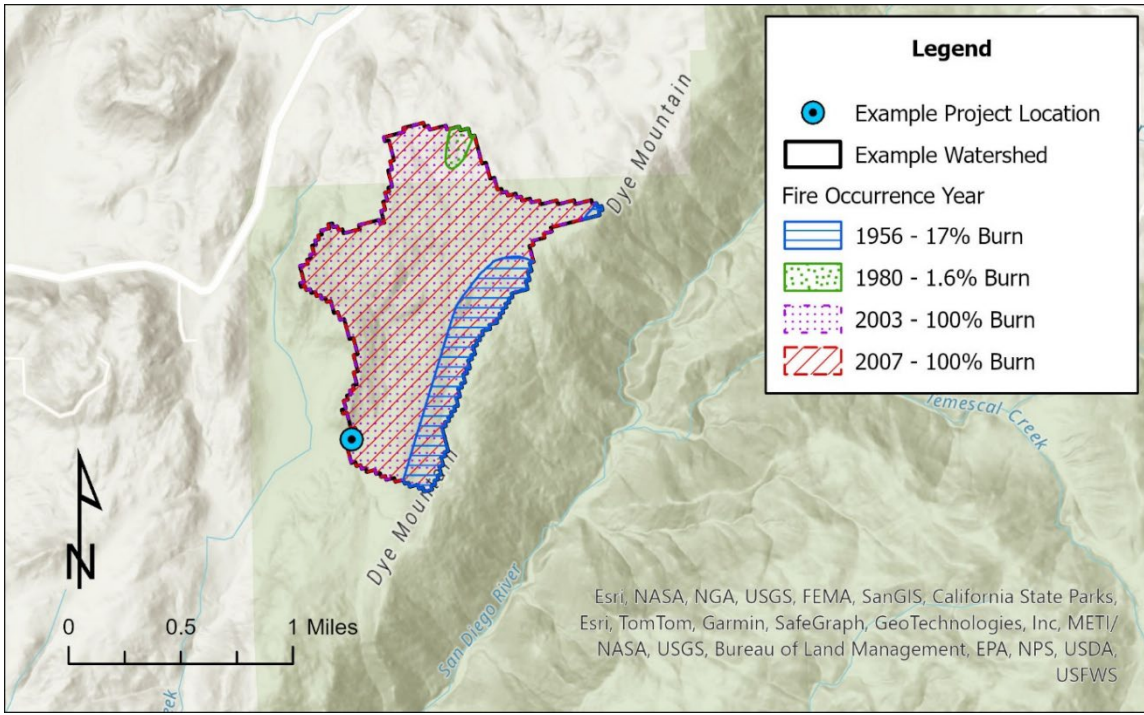 Legend
Example Project Location
Example Watershed
Fire Occurrence Year
1956 - 17% Burn
1980 - 1.6% Burn
2003 - 100% Burn
2007 - 100% Burn
Dye Mountain
Temescal Creek
Dye Mountain
San Diego River
Creek
N
0 0.5 1 Miles
Esri, NASA, NGA, USGS, FEMA, SanGIS, California State Parks,
Esri, TomTom, Garmin, SafeGraph, GeoTechnologies, Inc, METI/
NASA, USGS, Bureau of Land Management, EPA, NPS, USDA,
USFWS